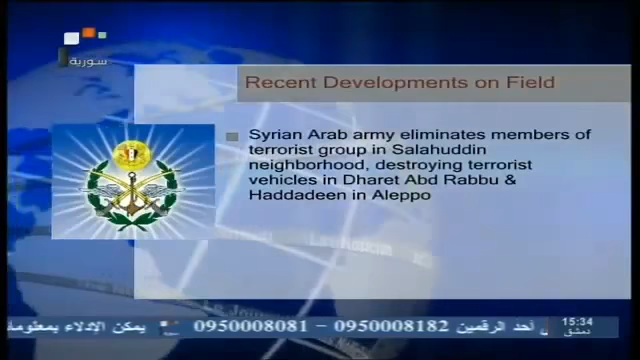 سورية
Recent Developments on Field
Syrian Arab army eliminates members of
terrorist group in Salahuddin
neighborhood, destroying terrorist
vehicles in Dharet Abd Rabbu &
Haddadeen in Aleppo
أحد الرقمين 0950008182 – 0950008081
يمكن الإدلاء بمعلومات
15:34
دمشق